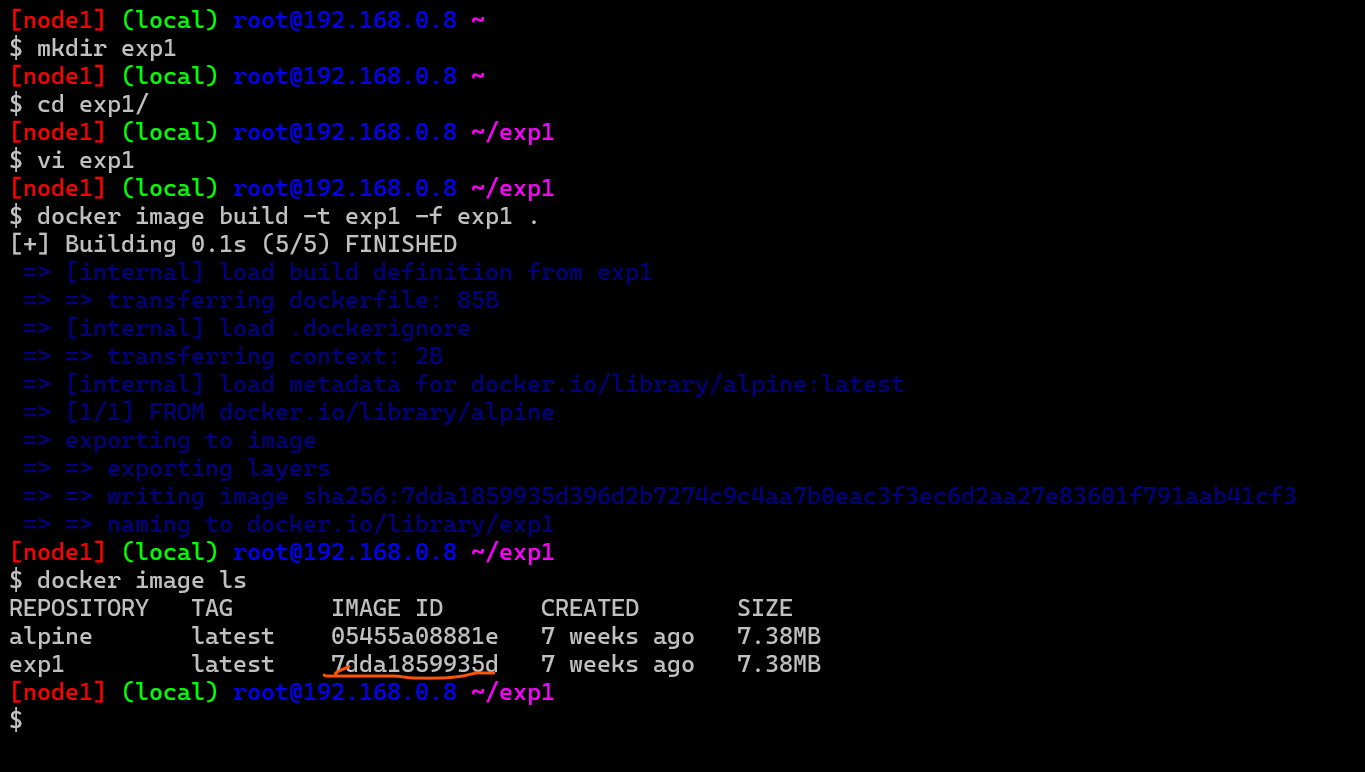 [node1] (local) root@192.168.0.8 ~
$ mkdir exp1
[node1] (local) root@192.168.0.8 ~
$ cd exp1/
[node1] (local) root@192.168.0.8 ~/exp1
$ vi exp1
[node1] (local) root@192.168.0.8 ~/exp1
$ docker image build -t exp1 -f exp1 .
[+] Building 0.1s (5/5) FINISHED
=> [internal] load build definition from exp1
=> => transferring dockerfile: 85B
=> [internal] load .dockerignore
=> => transferring context: 2B
=> [internal] load metadata for docker.io/library/alpine:latest
=> [1/1] FROM docker.io/library/alpine
=> exporting to image
=> => exporting layers
=> => writing image sha256:7dda1859935d396d2b7274c9c4aa7b0eac3f3ec6d2aa27e83601f791aab41cf3
=> => naming to docker.io/library/exp1
[node1] (local) root@192.168.0.8 ~/exp1
$ docker image ls
REPOSITORY   TAG       IMAGE ID       CREATED       SIZE
alpine       latest    05455a08881e   7 weeks ago   7.38MB
exp1         latest    7dda1859935d   7 weeks ago   7.38MB
[node1] (local) root@192.168.0.8 ~/exp1
$